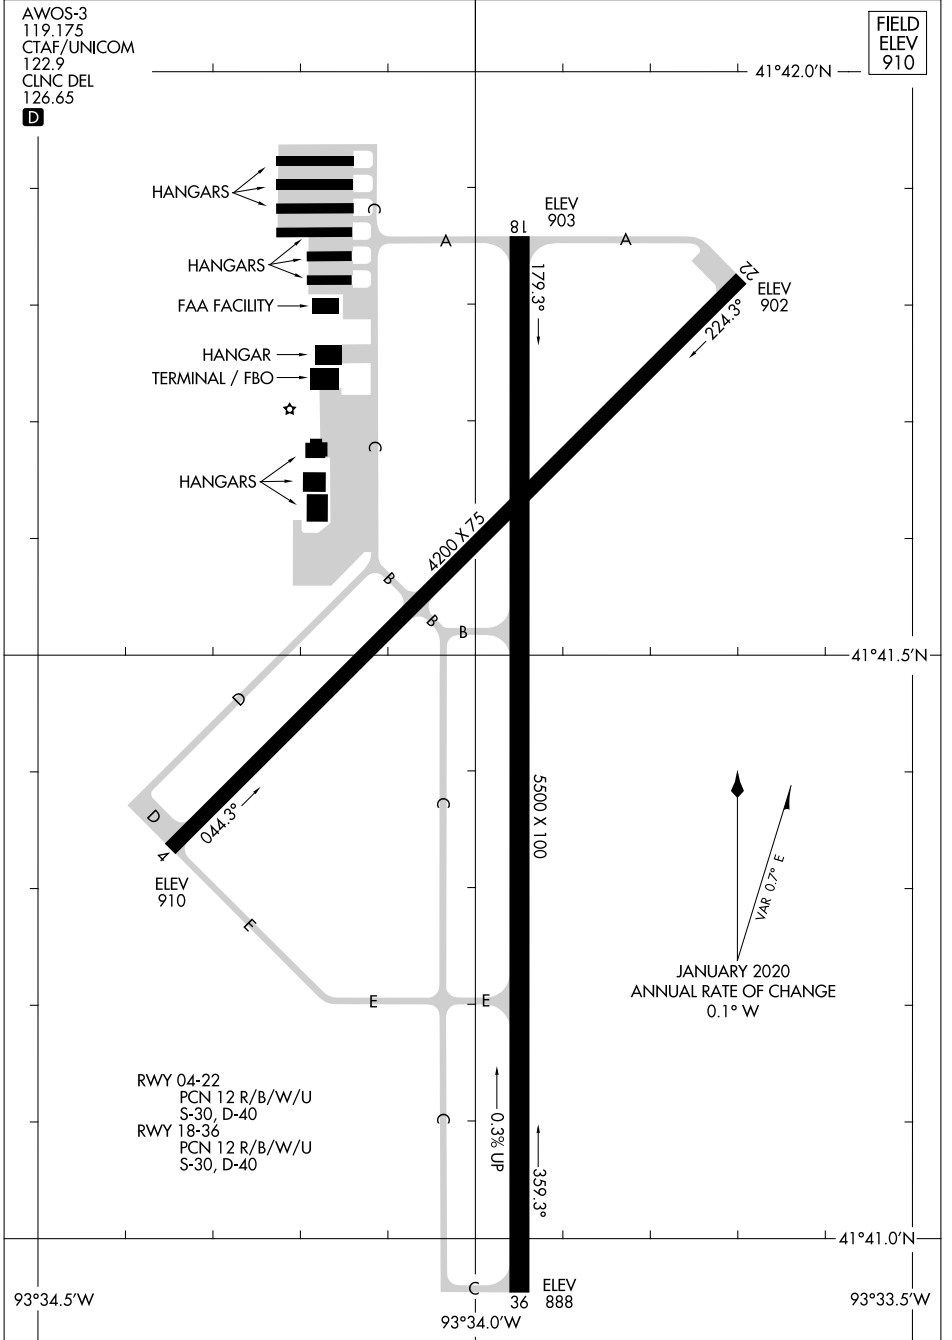 AWOS-3
119.175
CTAF/UNICOM
122.9
CLNC DEL
126.65
D
FIELD
ELEV
910
41°42.0'N
HANGARS
C
A
18
ELEV
903
A
22
ELEV
902
HANGARS
179.3°
224.3°
FAA FACILITY
HANGAR
TERMINAL / FBO
C
HANGARS
4200 X 75
B
B
B
41°41.5'N
D
C
5500 X 100
D
044.3°
4
ELEV
910
E
VAR 0.7° E
JANUARY 2020
ANNUAL RATE OF CHANGE
0.1° W
E
E
RWY 04-22
PCN 12 R/B/W/U
S-30, D-40
RWY 18-36
PCN 12 R/B/W/U
S-30, D-40
C
0.3% UP
359.3°
41°41.0'N
C
36
ELEV
888
93°34.5'W
93°34.0'W
93°33.5'W